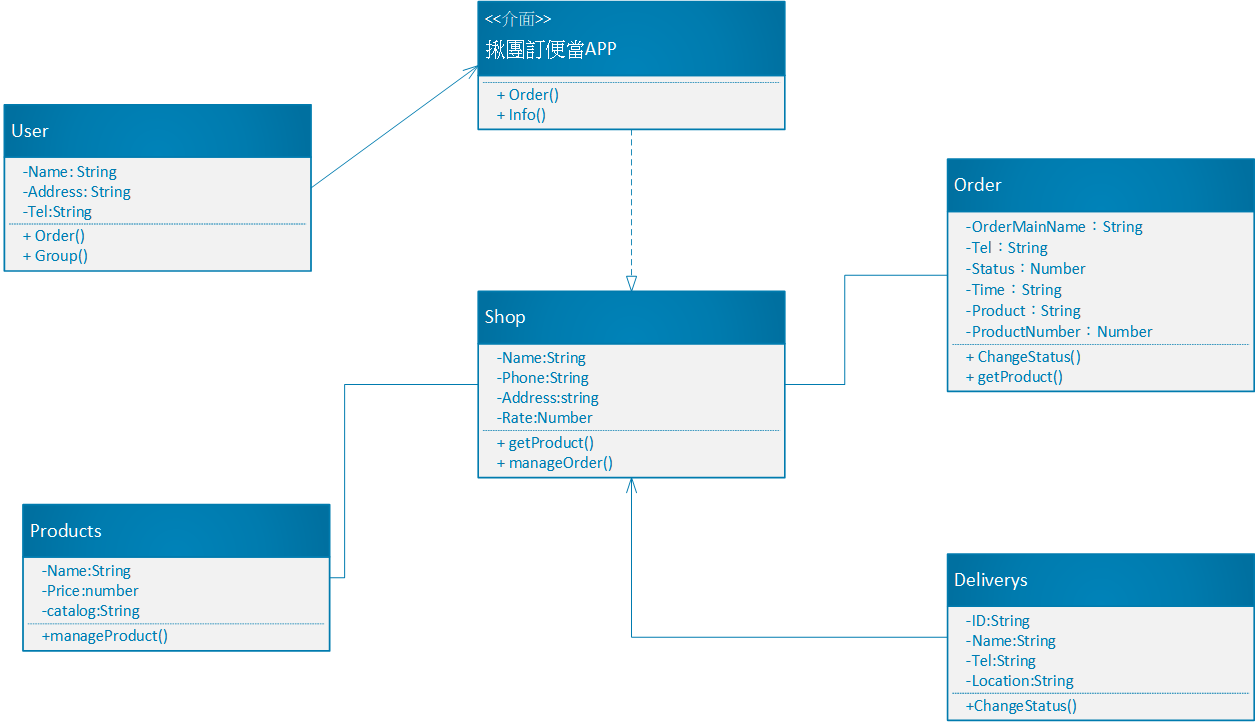 <<介面>>
揪團訂便當APP
+ Order()
+ Info()
User
-Name: String
-Address: String
-Tel:String
+ Order()
+ Group()
Order
-OrderMainName：String
-Tel：String
-Status：Number
-Time：String
-Product：String
-ProductNumber：Number
+ ChangeStatus()
+ getProduct()
Shop
-Name:String
-Phone:String
-Address:string
-Rate:Number
+ getProduct()
+ manageOrder()
Products
-Name:String
-Price:number
-catalog:String
+manageProduct()
Deliverys
-ID:String
-Name:String
-Tel:String
-Location:String
+ChangeStatus()